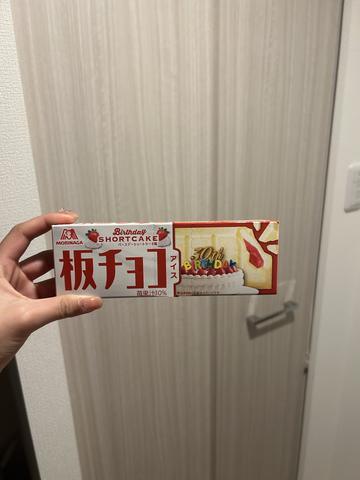 MORINAGA
Birthday
SHORTCAKE
バースデーショートケーキ味
板チョコ
アイス
苺果汁10%
BIRTHDAY